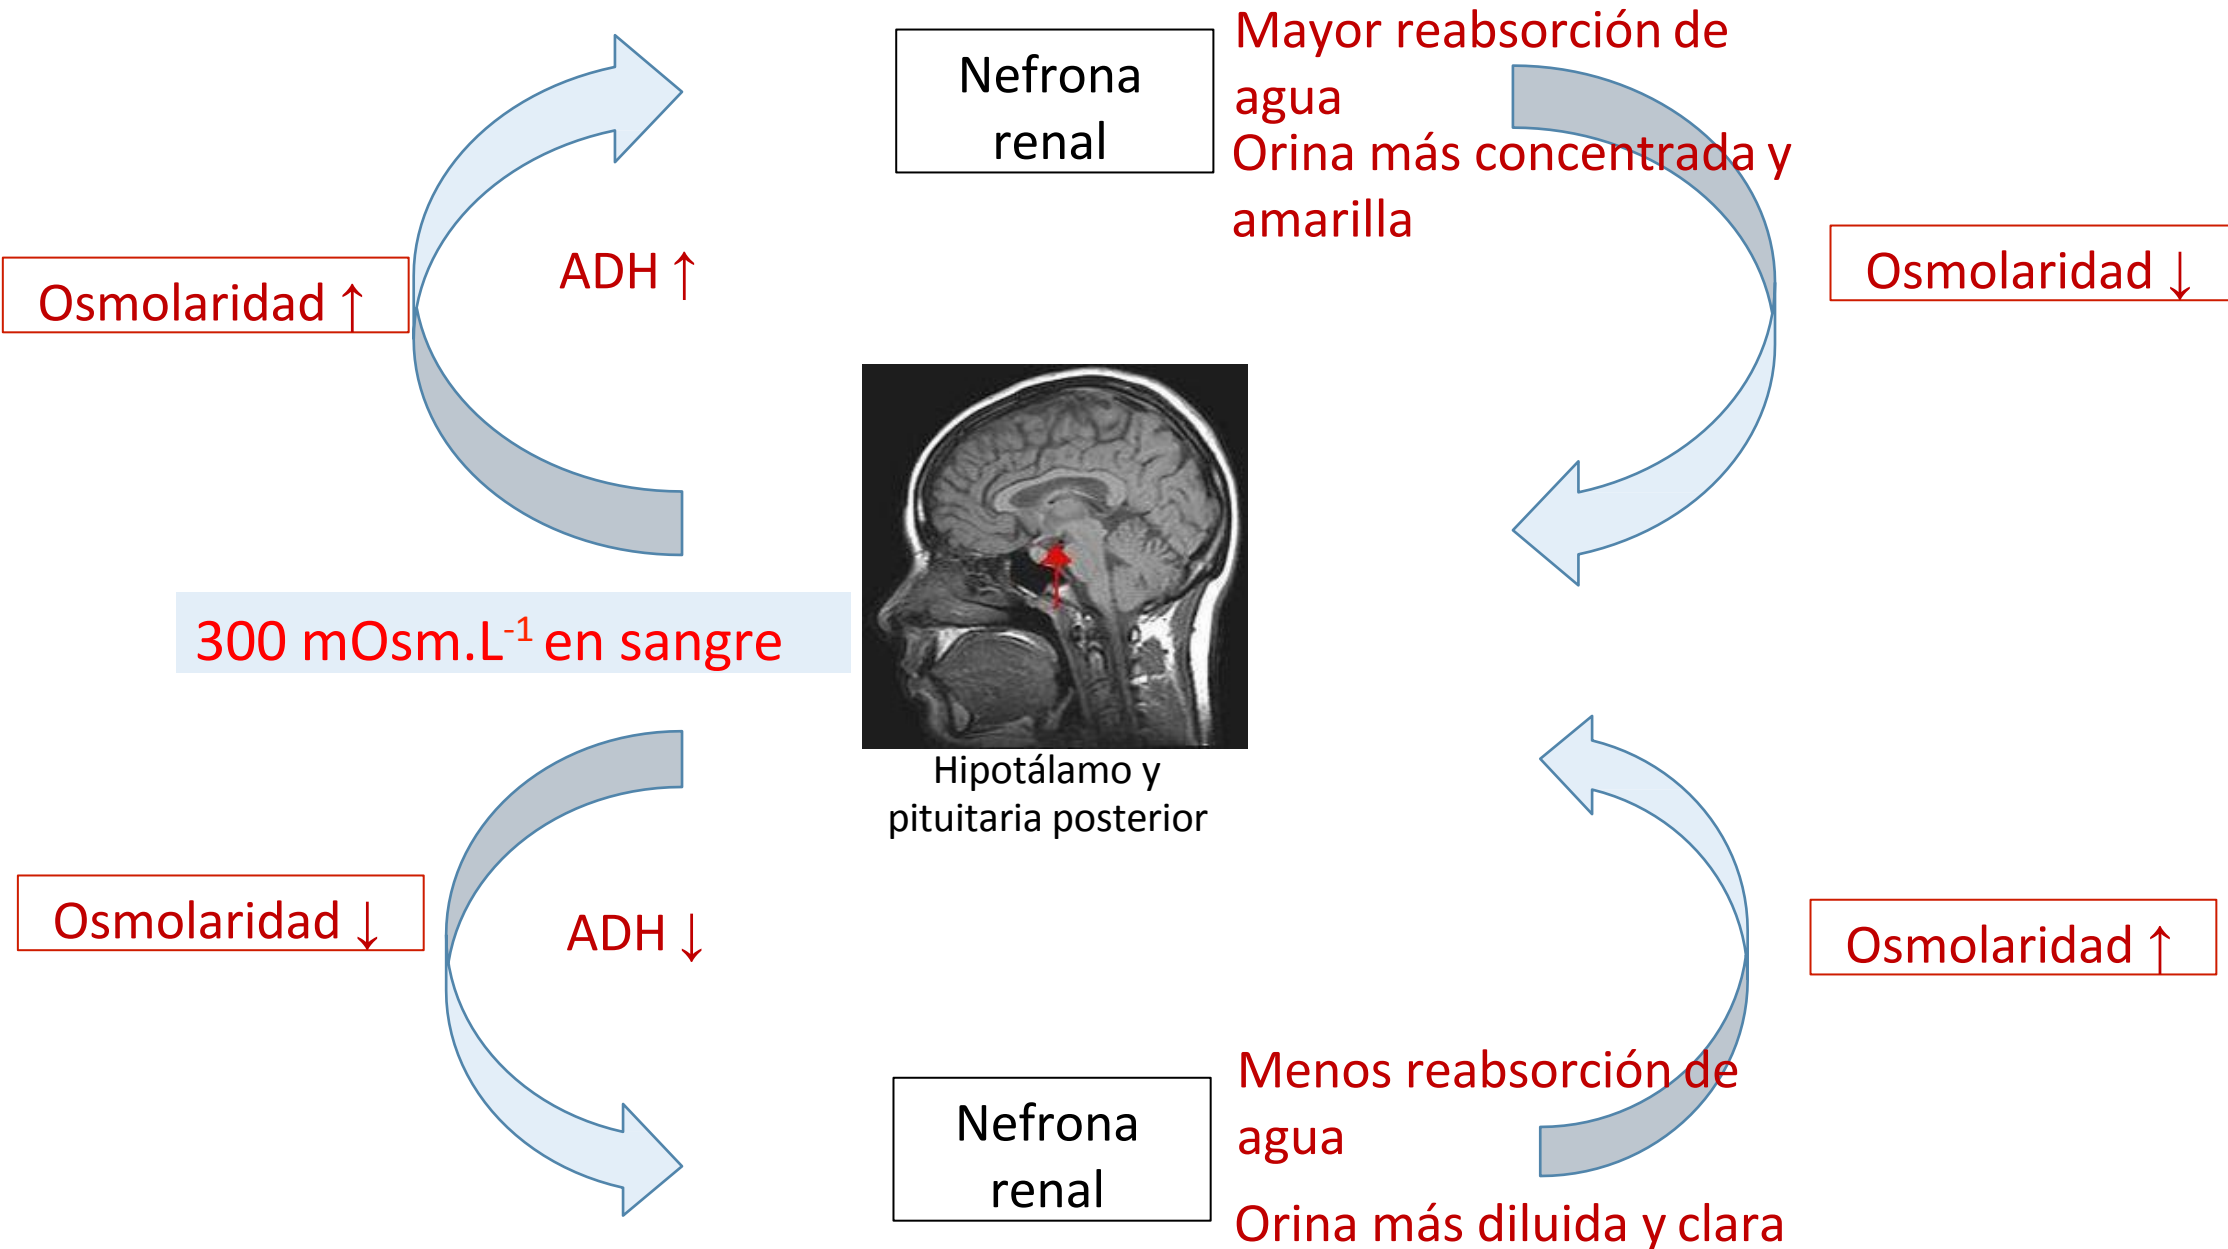 Mayor reabsorción de
agua
Nefrona
renal
Orina más concentrada y
amarilla
Osmolaridad ↑
ADH ↑
Osmolaridad ↓
300 mOsm.L-1 en sangre
Hipotálamo y
pituitaria posterior
Osmolaridad ↓
ADH ↓
Osmolaridad ↑
Nefrona
renal
Menos reabsorción de
agua
Orina más diluida y clara